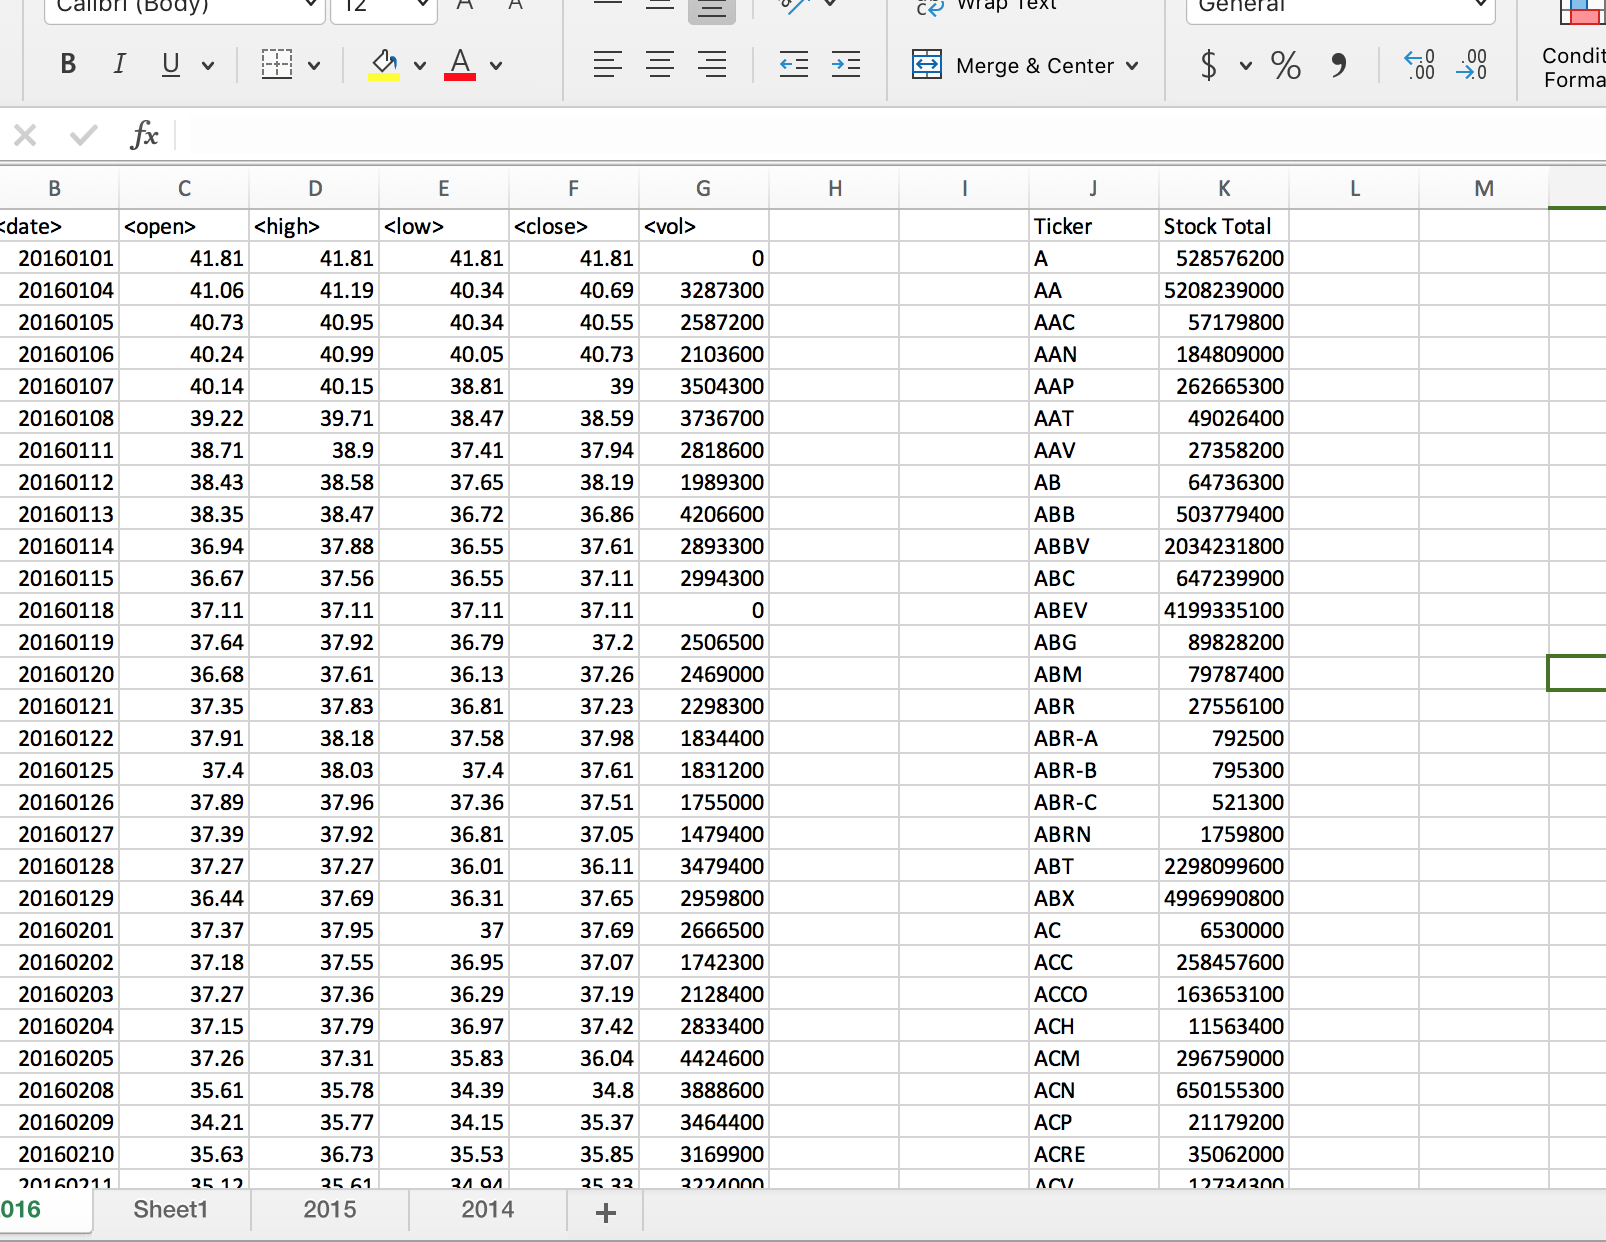 Calibri (Body) 12 A A Wrap Text General
B I U A Merge & Center $ % , .0 .00 .00 .0 Condit
Forma
fx
B C D E F G H I J K L M
<date> <open> <high> <low> <close> <vol> Ticker Stock Total
20160101 41.81 41.81 41.81 41.81 0 A 528576200
20160104 41.06 41.19 40.34 40.69 3287300 AA 5208239000
20160105 40.73 40.95 40.34 40.55 2587200 AAC 57179800
20160106 40.24 40.99 40.05 40.73 2103600 AAN 184809000
20160107 40.14 40.15 38.81 39 3504300 AAP 262665300
20160108 39.22 39.71 38.47 38.59 3736700 AAT 49026400
20160111 38.71 38.9 37.41 37.94 2818600 AAV 27358200
20160112 38.43 38.58 37.65 38.19 1989300 AB 64736300
20160113 38.35 38.47 36.72 36.86 4206600 ABB 503779400
20160114 36.94 37.88 36.55 37.61 2893300 ABBV 2034231800
20160115 36.67 37.56 36.55 37.11 2994300 ABC 647239900
20160118 37.11 37.11 37.11 37.11 0 ABEV 4199335100
20160119 37.64 37.92 36.79 37.2 2506500 ABG 89828200
20160120 36.68 37.61 36.13 37.26 2469000 ABM 79787400
20160121 37.35 37.83 36.81 37.23 2298300 ABR 27556100
20160122 37.91 38.18 37.58 37.98 1834400 ABR-A 792500
20160125 37.4 38.03 37.4 37.61 1831200 ABR-B 795300
20160126 37.89 37.96 37.36 37.51 1755000 ABR-C 521300
20160127 37.39 37.92 36.81 37.05 1479400 ABRN 1759800
20160128 37.27 37.27 36.01 36.11 3479400 ABT 2298099600
20160129 36.44 37.69 36.31 37.65 2959800 ABX 4996990800
20160201 37.37 37.95 37 37.69 2666500 AC 6530000
20160202 37.18 37.55 36.95 37.07 1742300 ACC 258457600
20160203 37.27 37.36 36.29 37.19 2128400 ACCO 163653100
20160204 37.15 37.79 36.97 37.42 2833400 ACH 11563400
20160205 37.26 37.31 35.83 36.04 4424600 ACM 296759000
20160208 35.61 35.78 34.39 34.8 3888600 ACN 650155300
20160209 34.21 35.77 34.15 35.37 3464400 ACP 21179200
20160210 35.63 36.73 35.53 35.85 3169900 ACRE 35062000
20160211 35.12 35.61 34.94 35.33 3224000 ACV 12734300
016 Sheet1 2015 2014 +